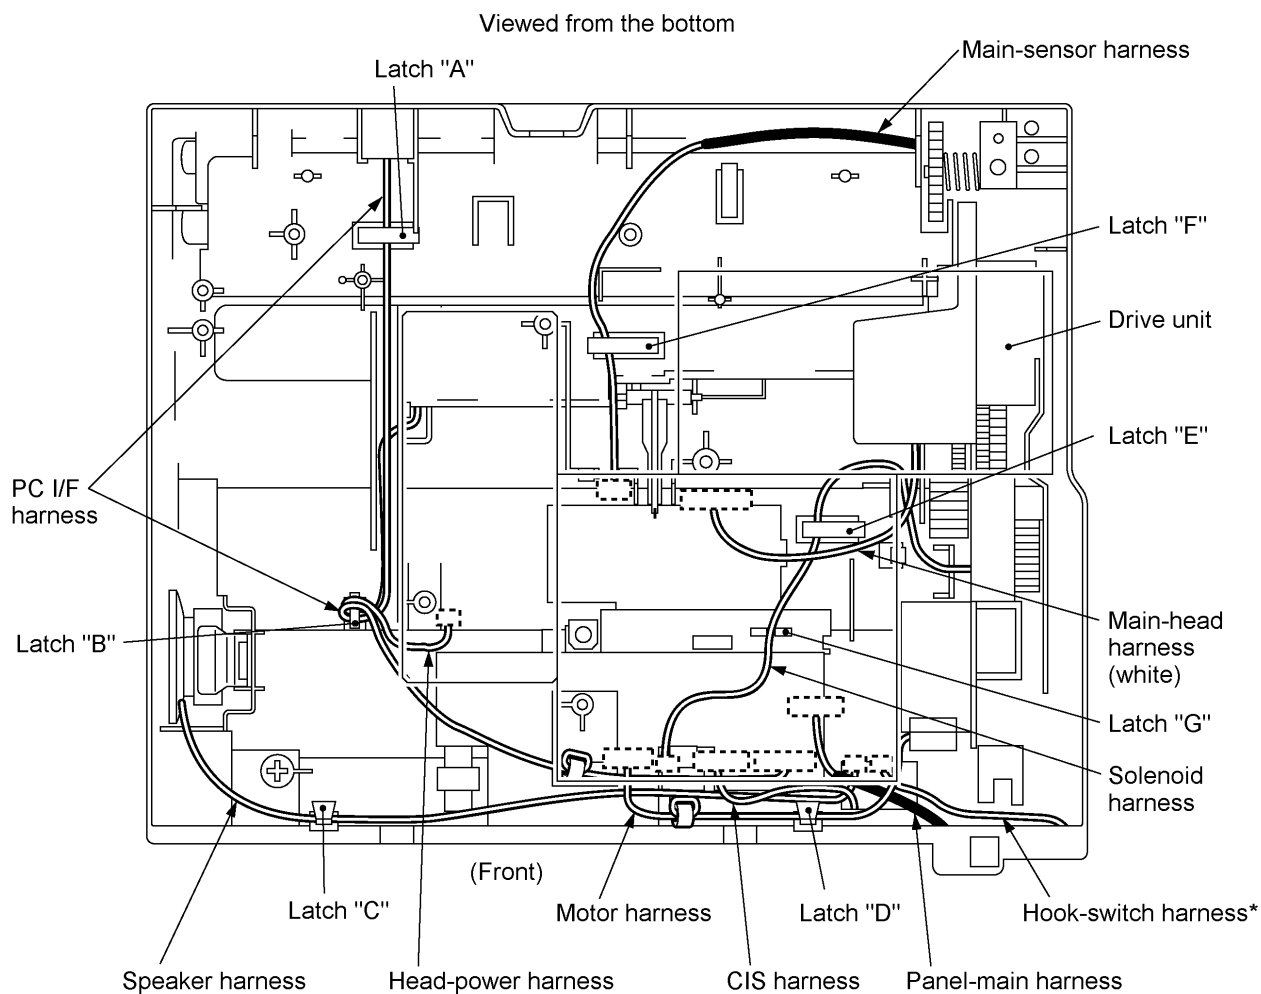 Viewed from the bottom
Main-sensor harness
Latch "A"
Latch "F"
Drive unit
Latch "E"
PC I/F
harness
Latch "B"
Main-head
harness
(white)
Latch "G"
Solenoid
harness
(Front)
Latch "C"
Motor harness
Latch "D"
Hook-switch harness*
Speaker harness
Head-power harness
CIS harness
Panel-main harness